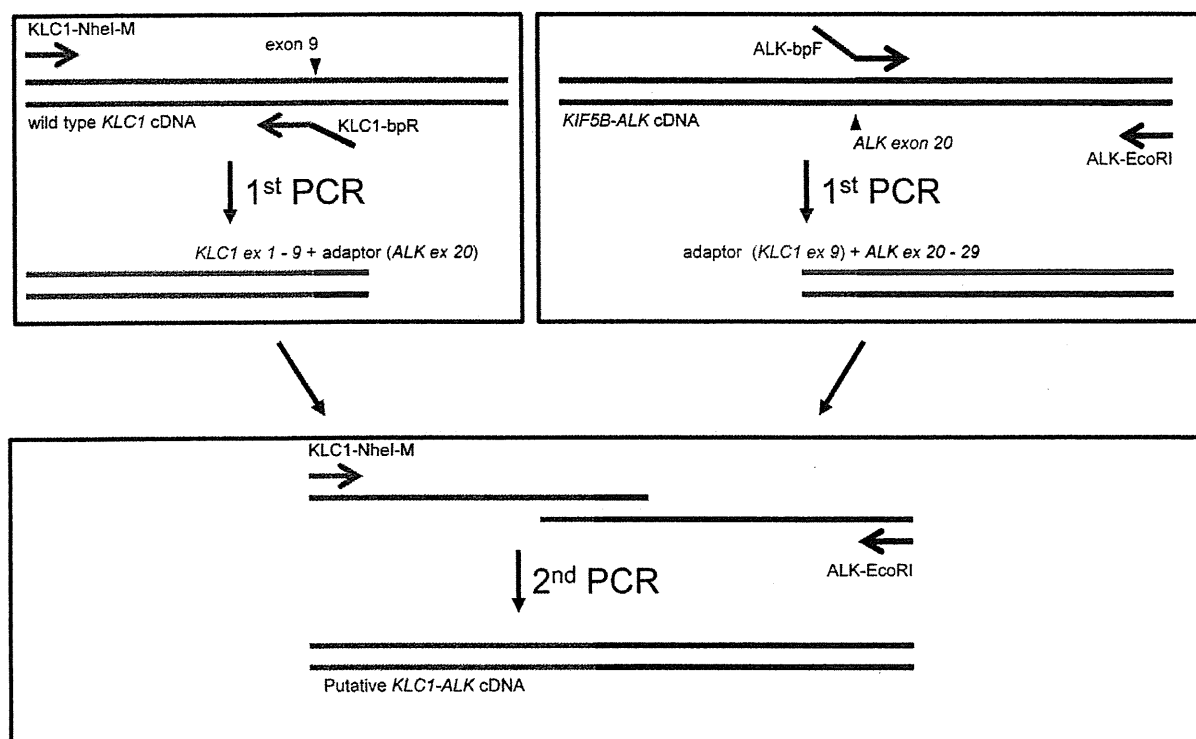 KLC1-NheI-M
exon 9
wild type KLC1 cDNA
KLC1-bpR
1st PCR
KLC1 ex 1 - 9 + adaptor (ALK ex 20)
ALK-bpF
KIF5B-ALK cDNA
ALK exon 20
ALK-EcoRI
1st PCR
adaptor (KLC1 ex 9) + ALK ex 20 - 29
KLC1-NheI-M
ALK-EcoRI
2nd PCR
Putative KLC1-ALK cDNA